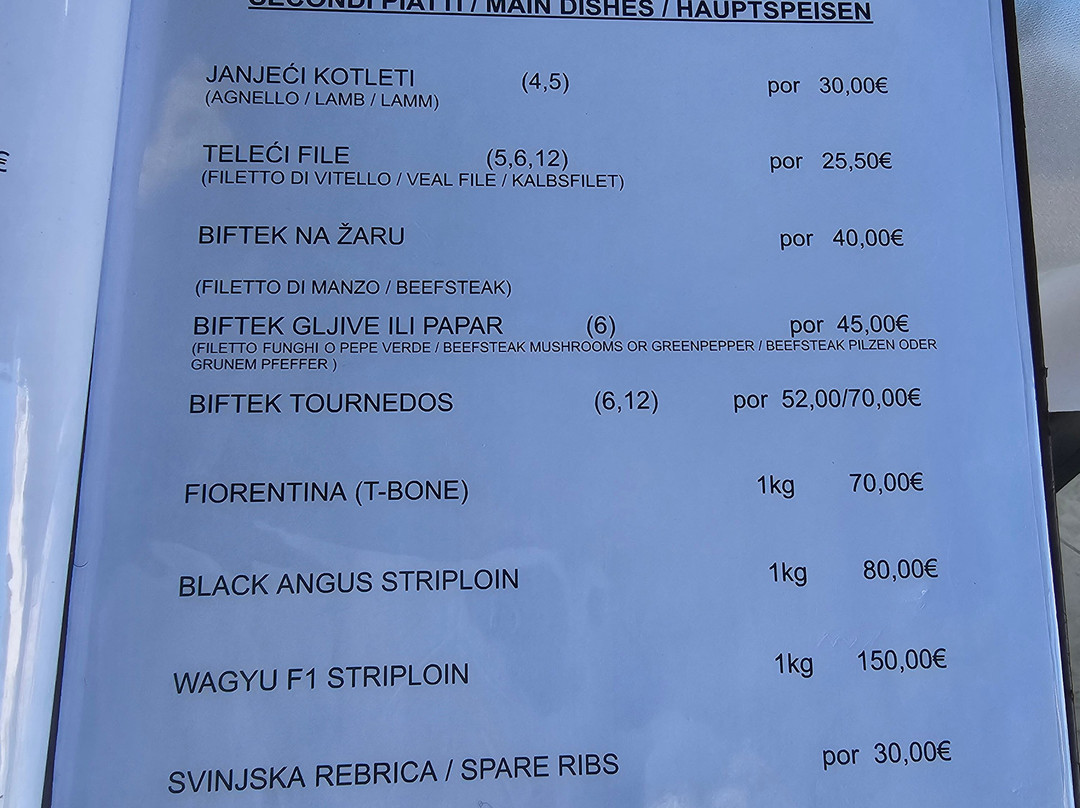 SECONDI PIATTI / MAIN DISHES / HAUPTSPEISEN
JANJEĆI KOTLETI (4,5) por 30,00€
(AGNELLO / LAMB / LAMM)
TELEĆI FILE (5,6,12) por 25,50€
(FILETTO DI VITELLO / VEAL FILE / KALBSFILET)
BIFTEK NA ŽARU por 40,00€
(FILETTO DI MANZO / BEEFSTEAK)
BIFTEK GLJIVE ILI PAPAR (6) por 45,00€
(FILETTO FUNGHI O PEPE VERDE / BEEFSTEAK MUSHROOMS OR GREENPEPPER / BEEFSTEAK PILZEN ODER
GRUNEM PFEFFER )
BIFTEK TOURNEDOS (6,12) por 52,00/70,00€
FIORENTINA (T-BONE) 1kg 70,00€
BLACK ANGUS STRIPLOIN 1kg 80,00€
WAGYU F1 STRIPLOIN 1kg 150,00€
SVINJSKA REBRICA / SPARE RIBS por 30,00€
€